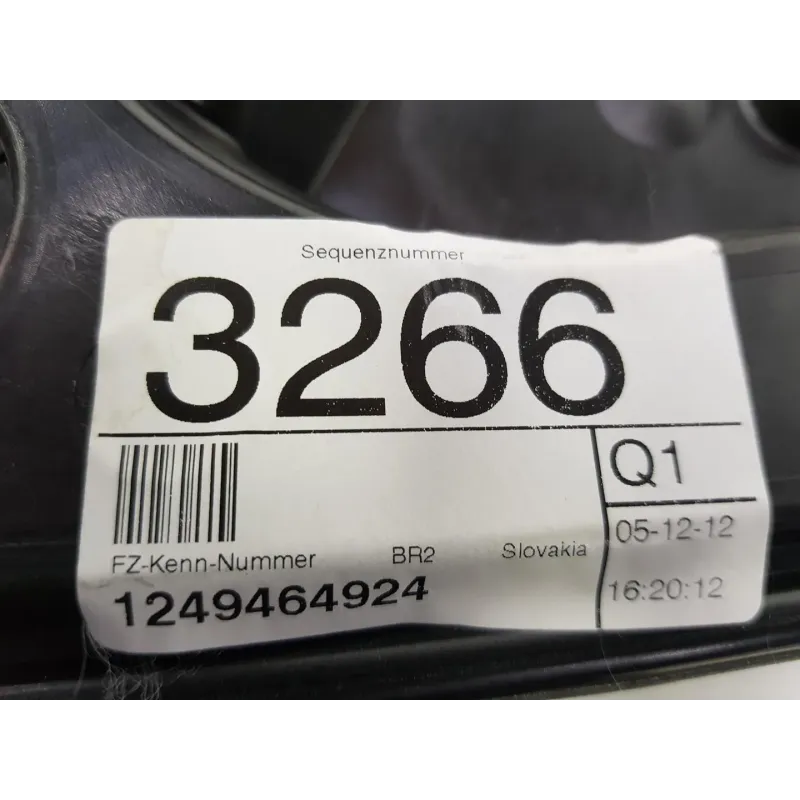 Sequenznummer
3266
Q1
FZ-Kenn-Nummer BR2 Slovakia
05-12-12
1249464924
16:20:12